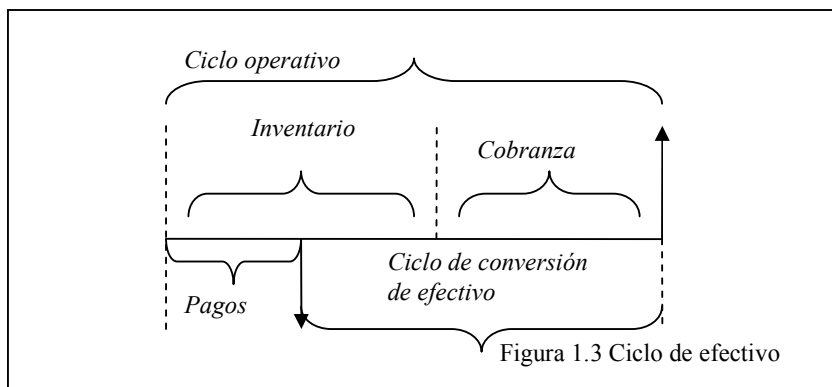 Ciclo operativo
Inventario
Cobranza
Ciclo de conversión
de efectivo
Pagos
Figura 1.3 Ciclo de efectivo